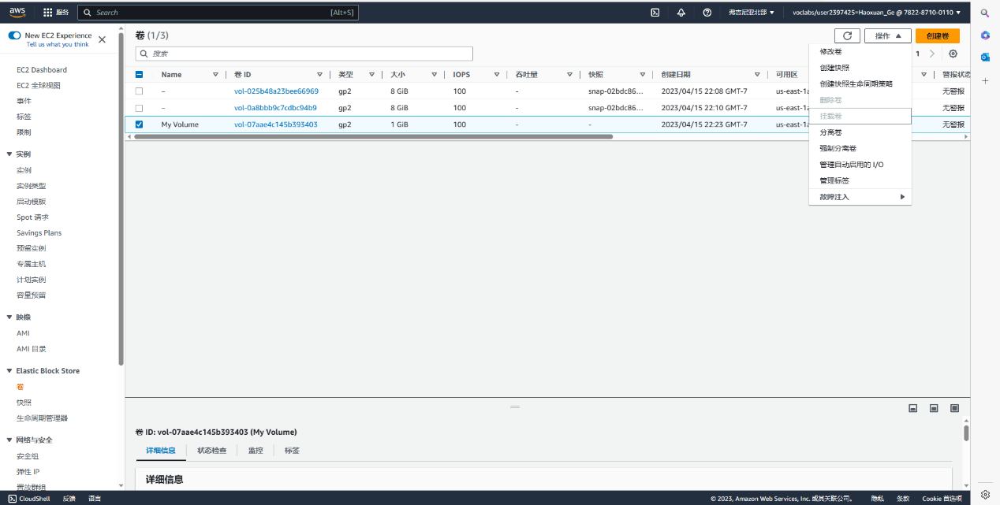 aws 服务 Search [Alt+S] 弗吉尼亚北部 voclabs/user2397425=Haoxuan_Ge @ 7822-8710-0110
New EC2 Experience
Tell us what you think
EC2 Dashboard
EC2 全球视图
事件
标签
限制
实例
实例
实例类型
启动模板
Spot 请求
Savings Plans
预留实例
专属主机
计划实例
容量预留
映像
AMI
AMI 目录
Elastic Block Store
卷
快照
生命周期管理器
网络与安全
安全组
弹性 IP
置放群组
卷 (1/3) 操作 创建卷
搜索 1
Name 卷 ID 类型 大小 IOPS 吞吐量 快照 创建日期 可用区 警报状态
– vol-025b48a23bee66969 gp2 8 GiB 100 - snap-02bdc86... 2023/04/15 22:08 GMT-7 us-east-1a 无警报
– vol-0a8bbb9c7cdbc94b9 gp2 8 GiB 100 - snap-02bdc86... 2023/04/15 22:10 GMT-7 us-east-1a 无警报
My Volume vol-07aae4c145b393403 gp2 1 GiB 100 - - 2023/04/15 22:23 GMT-7 us-east-1a 无警报
修改卷
创建快照
创建快照生命周期策略
删除卷
挂载卷
分离卷
强制分离卷
管理自动启用的 I/O
管理标签
故障注入
卷 ID: vol-07aae4c145b393403 (My Volume)
详细信息 状态检查 监控 标签
详细信息
CloudShell 反馈 语言 © 2023, Amazon Web Services, Inc. 或其关联公司。 隐私 条款 Cookie 首选项